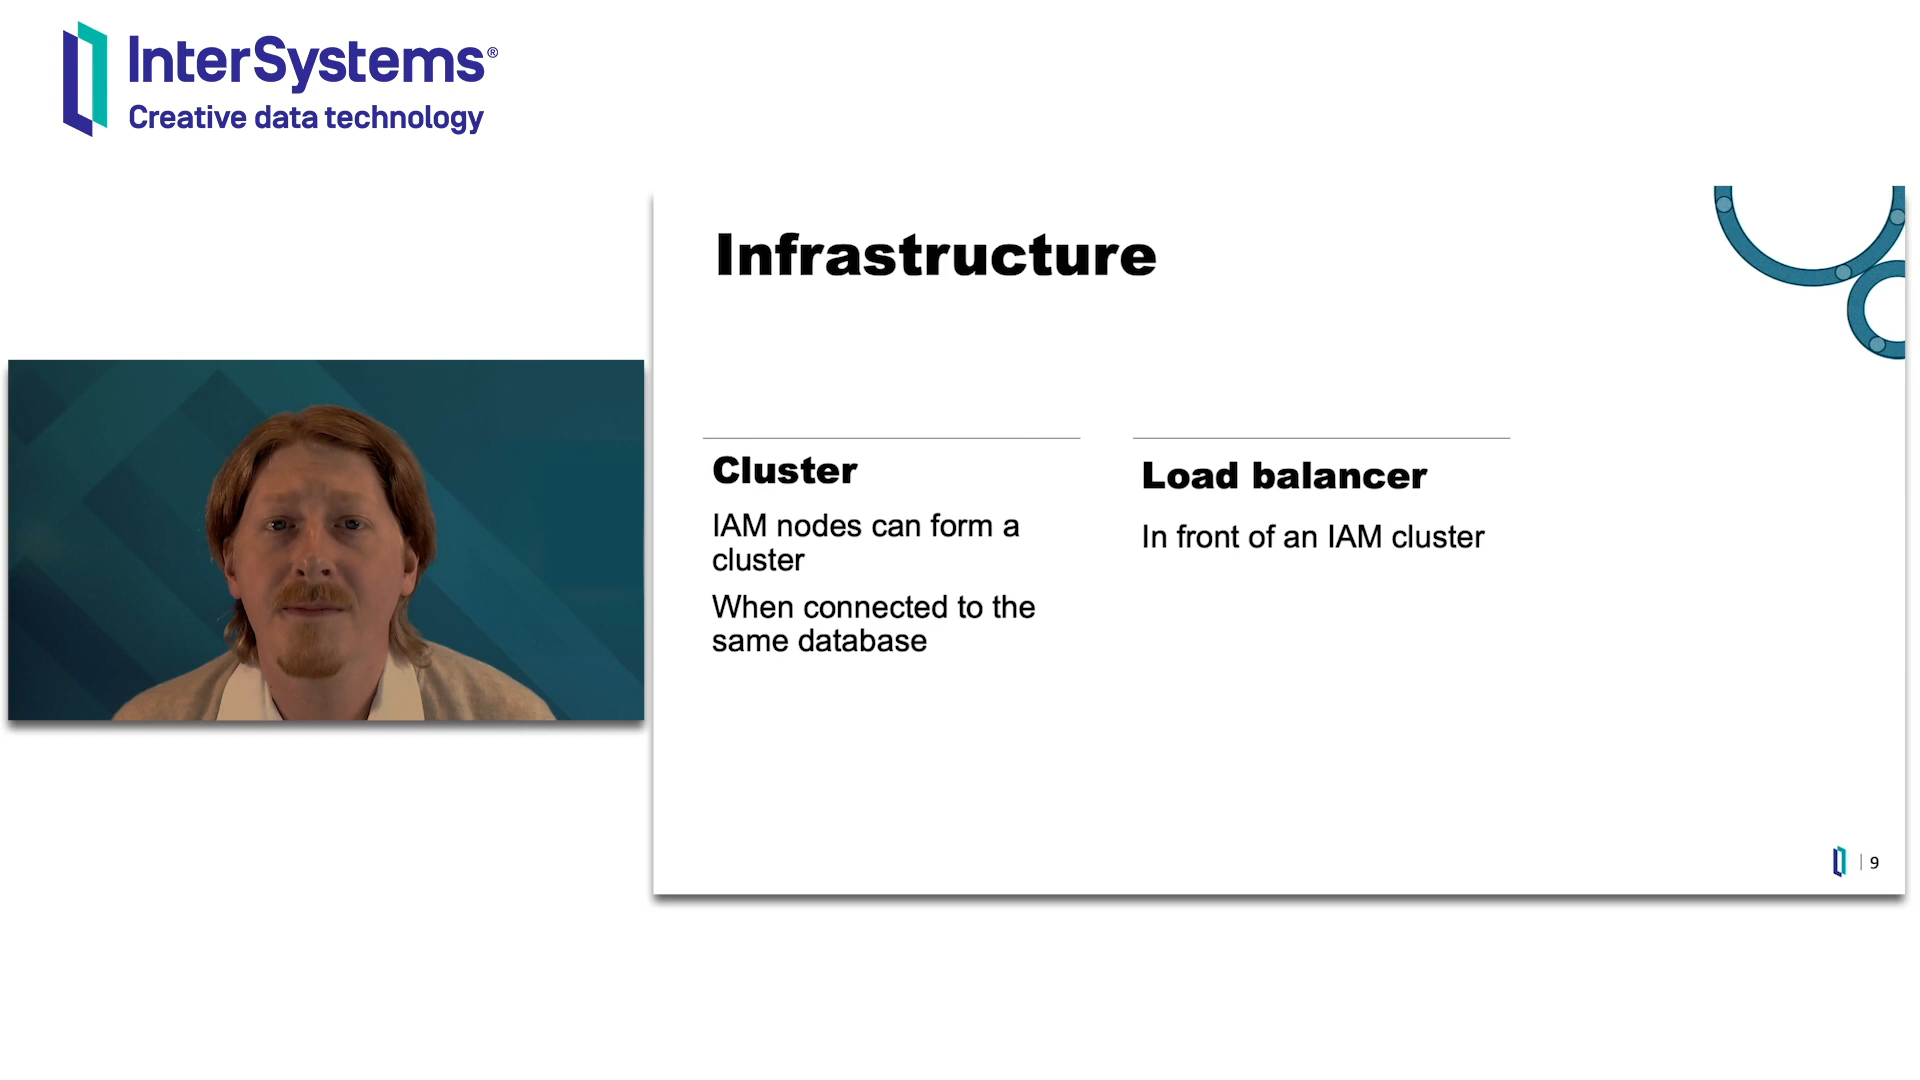 InterSystems®
Creative data technology
Infrastructure
Cluster
IAM nodes can form a
cluster
When connected to the
same database
Load balancer
In front of an IAM cluster
9